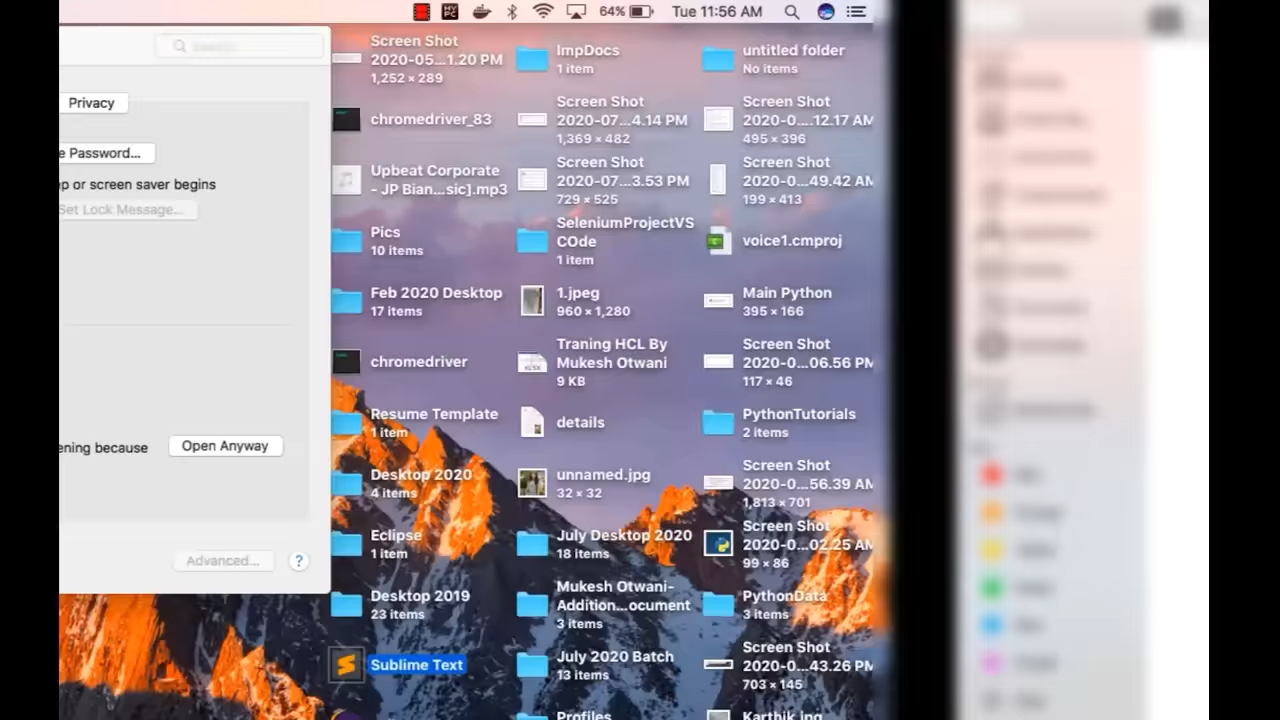 64%
Tue 11:56 AM
Privacy
e Password...
p or screen saver begins
Set Lock Message...
ening because
Open Anyway
Advanced...
?
Screen Shot
2020-05...1.20 PM
1,252 × 289
chromedriver_83
Upbeat Corporate
- JP Bian...sic].mp3
Pics
10 items
Feb 2020 Desktop
17 items
chromedriver
Resume Template
1 item
Desktop 2020
4 items
Eclipse
1 item
Desktop 2019
23 items
Sublime Text
ImpDocs
1 item
Screen Shot
2020-07...4.14 PM
1,369 × 482
Screen Shot
2020-07...3.53 PM
729 × 525
SeleniumProjectVS
COde
1 item
1.jpeg
960 × 1,280
Traning HCL By
Mukesh Otwani
9 KB
details
unnamed.jpg
32 × 32
July Desktop 2020
18 items
Mukesh Otwani-
Addition...ocument
3 items
July 2020 Batch
13 items
Profiles
untitled folder
No items
Screen Shot
2020-0....12.17 AM
495 × 396
Screen Shot
2020-0....49.42 AM
199 × 413
voice1.cmproj
Main Python
395 × 166
Screen Shot
2020-0...06.56 PM
117 × 46
PythonTutorials
2 items
Screen Shot
2020-0...56.39 AM
1,813 × 701
Screen Shot
2020-0...02.25 AM
99 × 86
PythonData
3 items
Screen Shot
2020-0...43.26 PM
703 × 145
Karthik.jpg